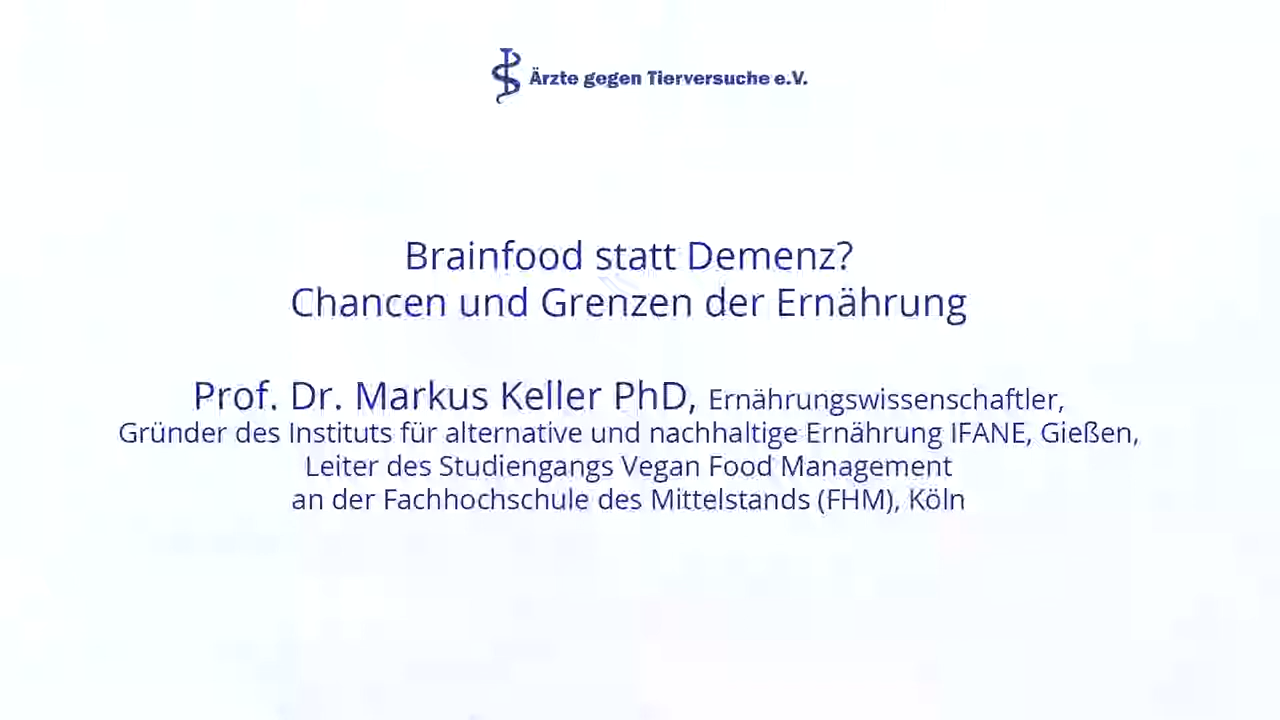 Ärzte gegen Tierversuche e.V.
Brainfood statt Demenz?
Chancen und Grenzen der Ernährung
Prof. Dr. Markus Keller PhD, Ernährungswissenschaftler,
Gründer des Instituts für alternative und nachhaltige Ernährung IFANE, Gießen,
Leiter des Studiengangs Vegan Food Management
an der Fachhochschule des Mittelstands (FHM), Köln